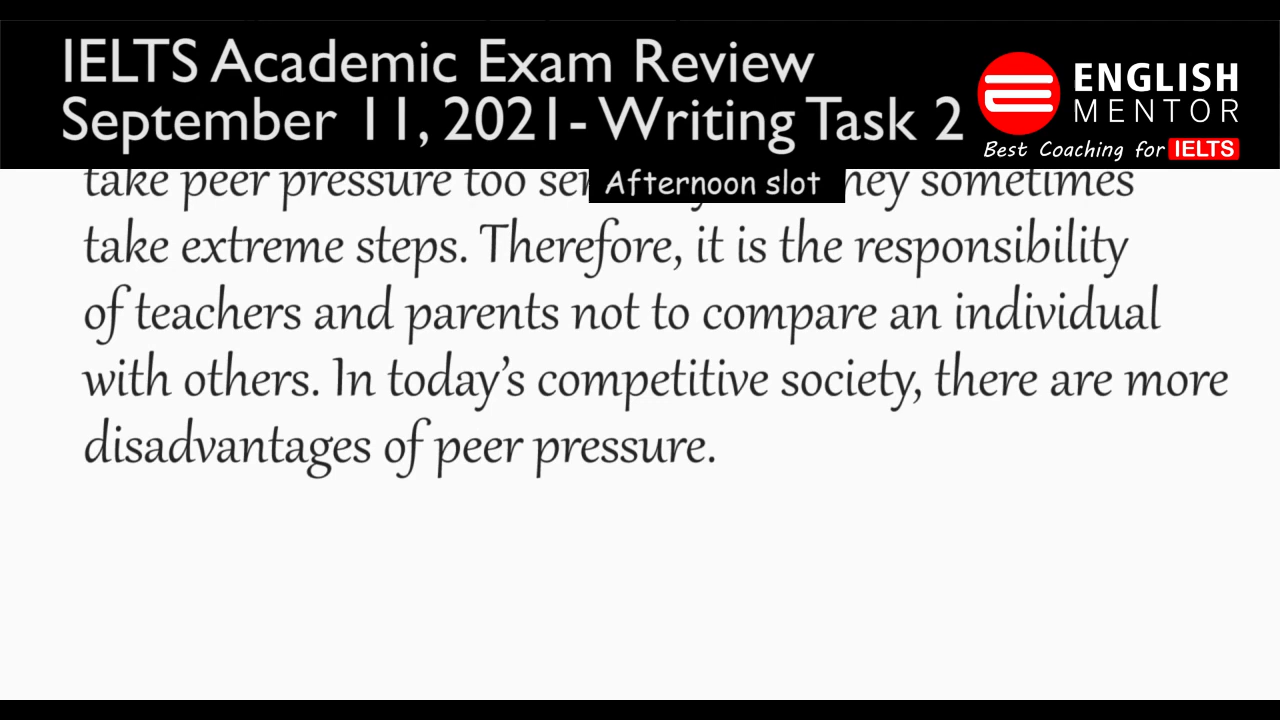 IELTS Academic Exam Review
September 11, 2021- Writing Task 2
ENGLISH
MENTOR
Best Coaching for IELTS
Afternoon slot
take peer pressure too sometimes
take extreme steps. Therefore, it is the responsibility
of teachers and parents not to compare an individual
with others. In today's competitive society, there are more
disadvantages of peer pressure.